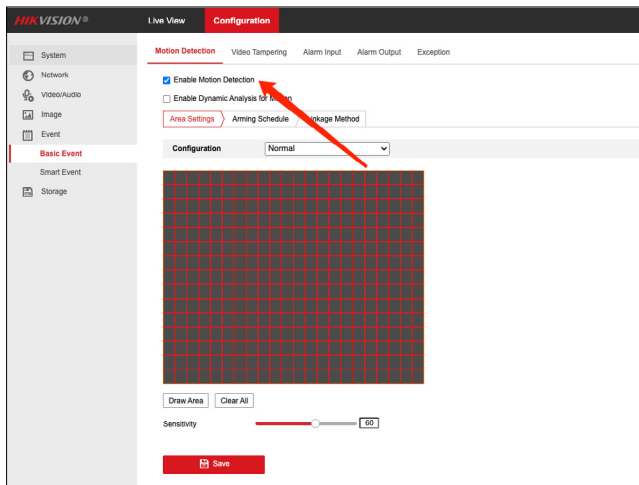 HIKVISION®
Live View
Configuration
System
Network
Video/Audio
Image
Event
Basic Event
Smart Event
Storage
Motion Detection
Video Tampering
Alarm Input
Alarm Output
Exception
Enable Motion Detection
Enable Dynamic Analysis for Motion
Area Settings
Arming Schedule
Linkage Method
Configuration
Normal
Draw Area
Clear All
Sensitivity
60
Save